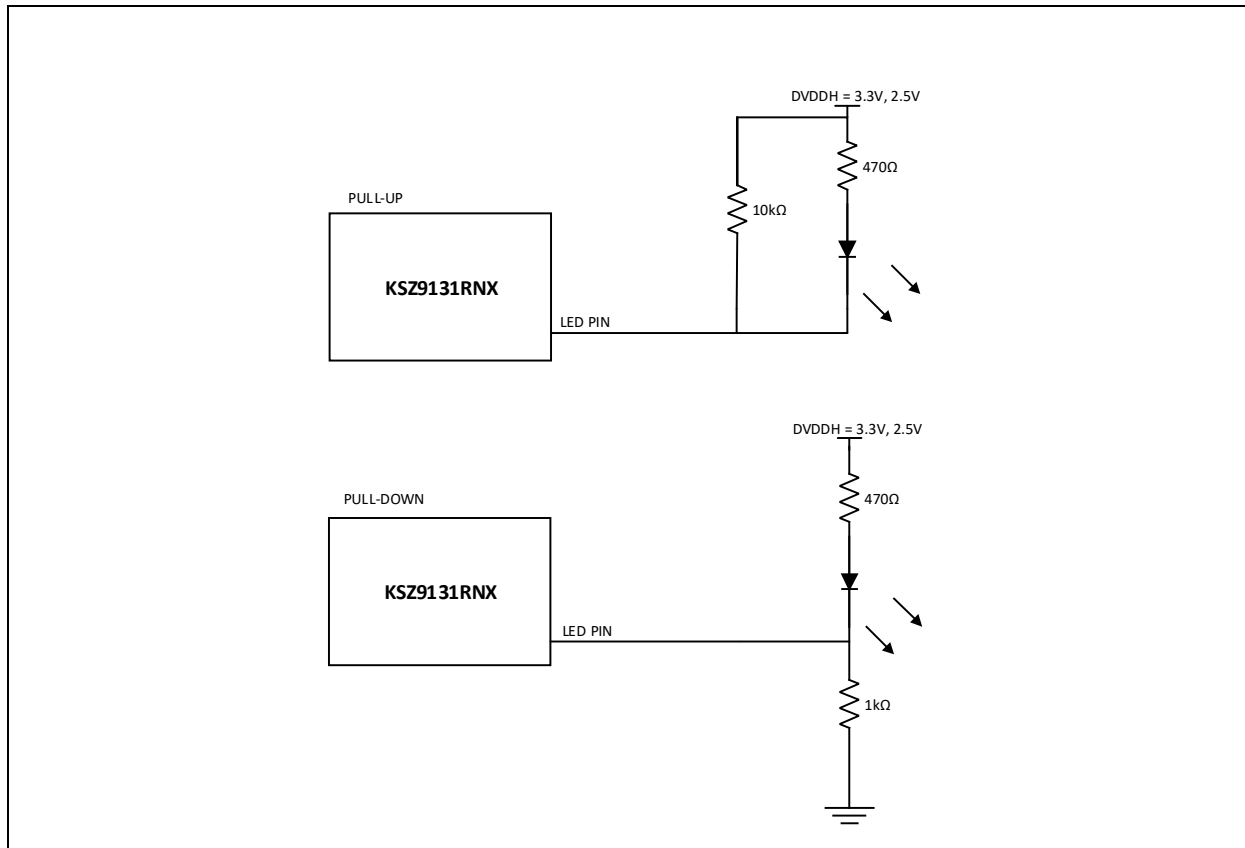 DVDDH = 3.3V, 2.5V
470Ω
PULL-UP
10kΩ
KSZ9131RNX
LED PIN
DVDDH = 3.3V, 2.5V
470Ω
PULL-DOWN
KSZ9131RNX
LED PIN
1kΩ